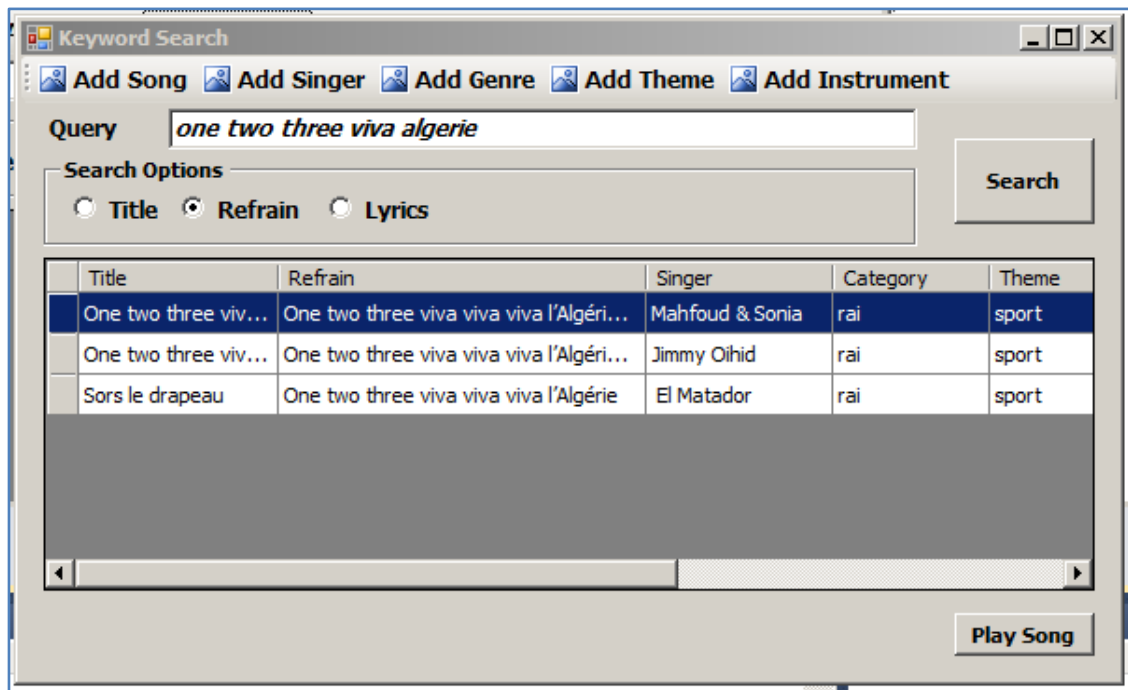 Keyword Search
Add Song Add Singer Add Genre Add Theme Add Instrument
Query one two three viva algerie
Search Options
Search
Title Refrain Lyrics
Title Refrain Singer Category Theme
One two three viv... One two three viva viva viva l’Algéri... Mahfoud & Sonia rai sport
One two three viv... One two three viva viva viva l’Algéri... Jimmy Oihid rai sport
Sors le drapeau One two three viva viva viva l’Algérie El Matador rai sport
Play Song